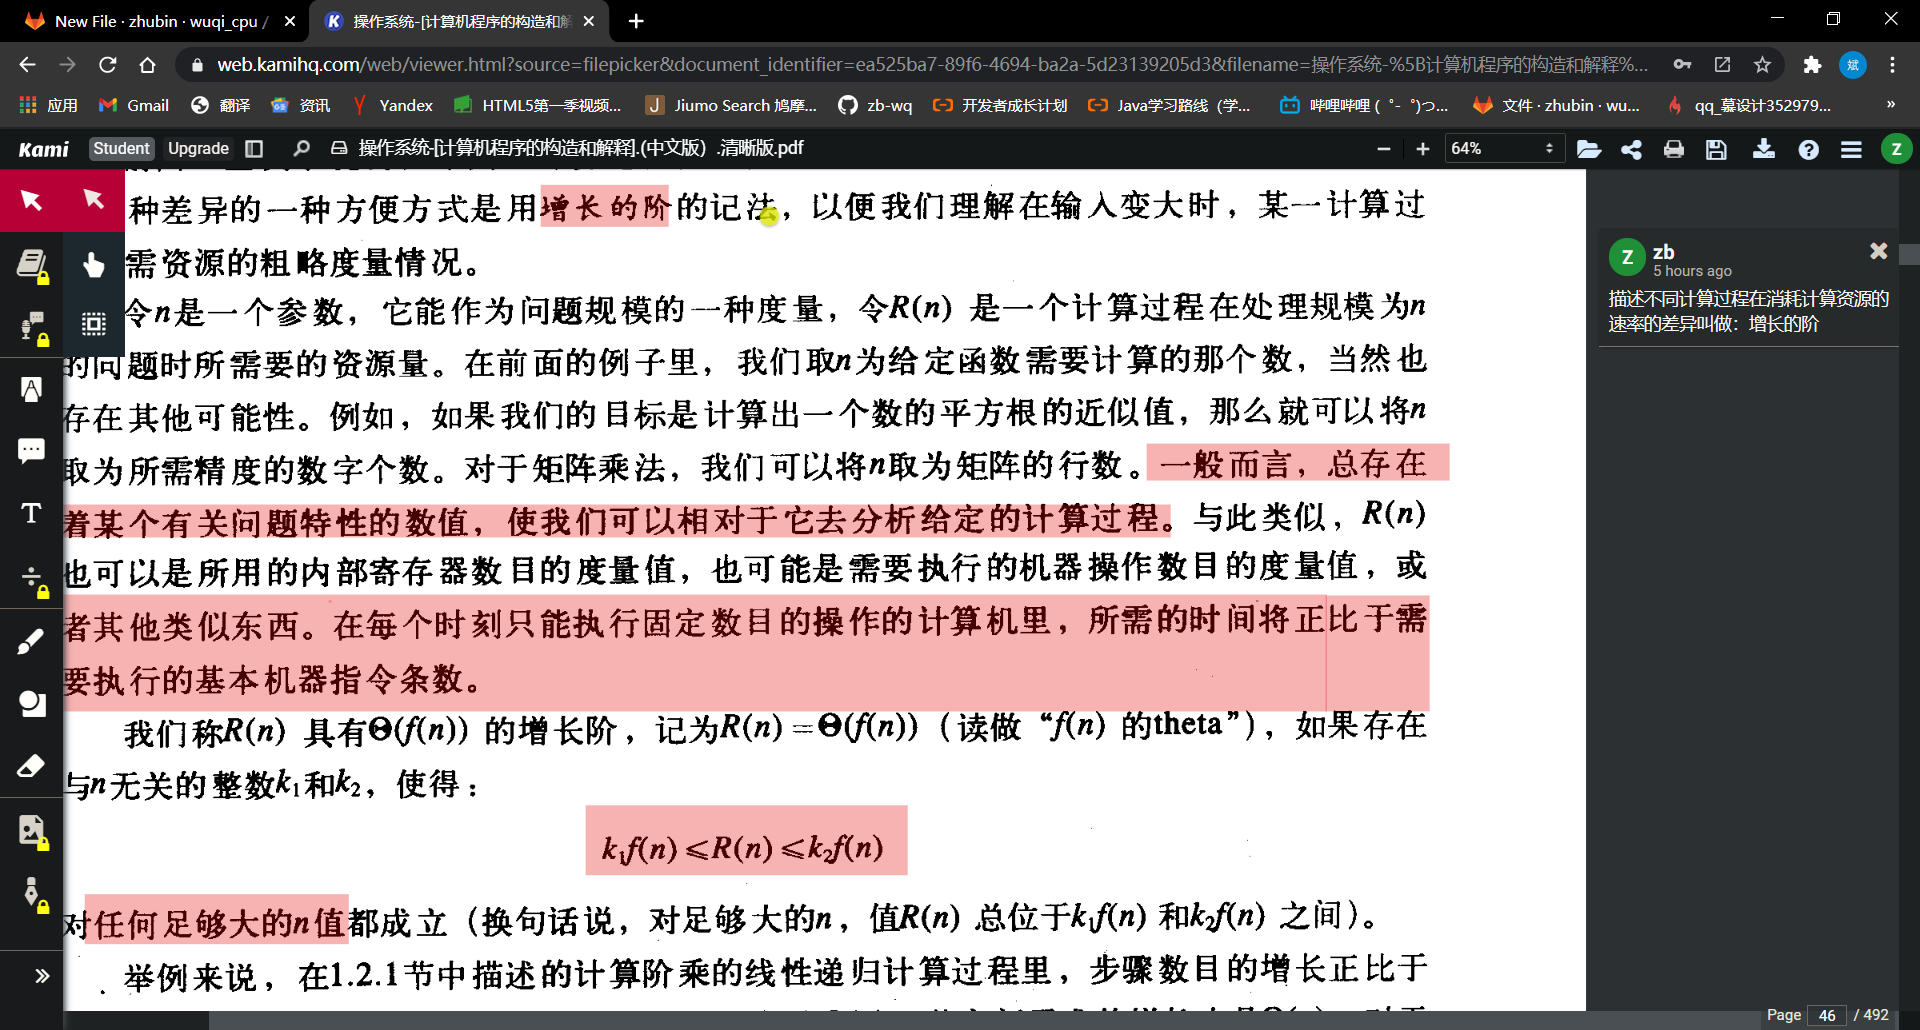 New File · zhubin · wuqi_cpu /
操作系统-[计算机程序的构造和解
web.kamihq.com/web/viewer.html?source=filepicker&document_identifier=ea525ba7-89f6-4694-ba2a-5d23139205d3&filename=操作系统-%5B计算机程序的构造和解释%...
斌
应用
Gmail
翻译
资讯
Yandex
HTML5第一季视频...
Jiumo Search 鸠摩...
zb-wq
开发者成长计划
Java学习路线（学...
哔哩哔哩 (゜-゜)つ...
文件 · zhubin · wu...
qq_慕设计352979...
»
Kami
Student
Upgrade
操作系统-[计算机程序的构造和解释].(中文版) .清晰版.pdf
64%
Z
种差异的一种方便方式是用增长的阶的记法，以便我们理解在输入变大时，某一计算过
需资源的粗略度量情况。
令n是一个参数，它能作为问题规模的一种度量，令R(n) 是一个计算过程在处理规模为n
的问题时所需要的资源量。在前面的例子里，我们取n为给定函数需要计算的那个数，当然也
存在其他可能性。例如，如果我们的目标是计算出一个数的平方根的近似值，那么就可以将n
取为所需精度的数字个数。对于矩阵乘法，我们可以将n取为矩阵的行数。一般而言，总存在
着某个有关问题特性的数值，使我们可以相对于它去分析给定的计算过程。与此类似，R(n)
也可以是所用的内部寄存器数目的度量值，也可能是需要执行的机器操作数目的度量值，或
者其他类似东西。在每个时刻只能执行固定数目的操作的计算机里，所需的时间将正比于需
要执行的基本机器指令条数。
我们称R(n) 具有Θ(f(n)) 的增长阶，记为R(n) =Θ(f(n))（读做“f(n) 的theta”），如果存在
与n无关的整数k₁和k₂，使得：
k₁f(n) ⩽R(n) ⩽k₂f(n)
对任何足够大的n值都成立（换句话说，对足够大的n，值R(n) 总位于k₁f(n) 和k₂f(n) 之间）。
举例来说，在1.2.1节中描述的计算阶乘的线性递归计算过程里，步骤数目的增长正比于
Z
zb
5 hours ago
描述不同计算过程在消耗计算资源的
速率的差异叫做：增长的阶
Page 46 / 492